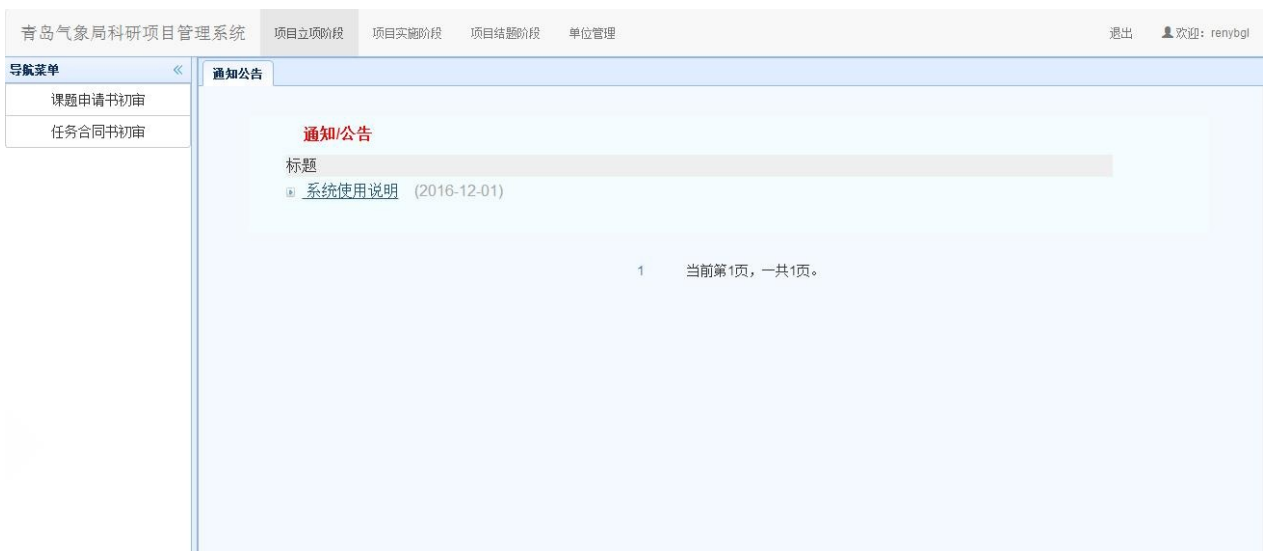 青岛气象局科研项目管理系统 项目立项阶段 项目实施阶段 项目结题阶段 单位管理 退出 欢迎：renybgl
导航菜单 《 通知公告
课题申请书初审
任务合同书初审
通知/公告
标题
系统使用说明 (2016-12-01)
1 当前第1页，一共1页。